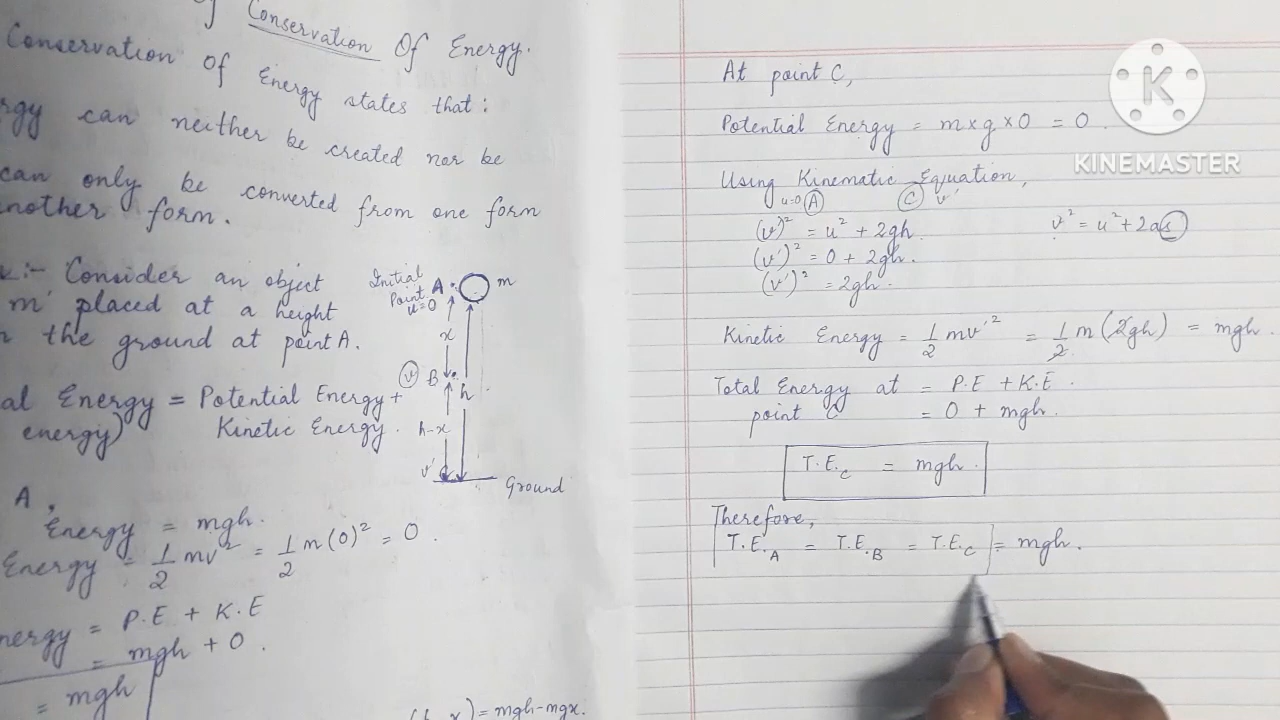 Conservation Of Energy.
Conservation Of Energy states that:
can neither be created nor be
can only be converted from one form
another form.
:- Consider an object
m' placed at a height
the ground at point A.
Energy = Potential Energy +
energy) Kinetic Energy.
Initial
Point A
u=0
m
x
v B
h
h-x
v'
Ground
A,
Energy = mgh.
Energy = 1/2 mv² = 1/2 m(0)² = 0.
= P.E + K.E
= mgh + 0.
= mgh
x) = mgh-mgx.
At point C,
Potential Energy = m×g×0 = 0.
Using Kinematic Equation,
u=0 A C v'
(v')² = u² + 2gh. v² = u² + 2as
(v')² = 0 + 2gh.
(v')² = 2gh.
Kinetic Energy = 1/2 mv'² = 1/2 m(2gh) = mgh.
Total Energy at = P.E + K.E.
point C = 0 + mgh.
T.E.C = mgh.
Therefore,
T.E.A = T.E.B = T.E.C = mgh.
K
KINEMASTER